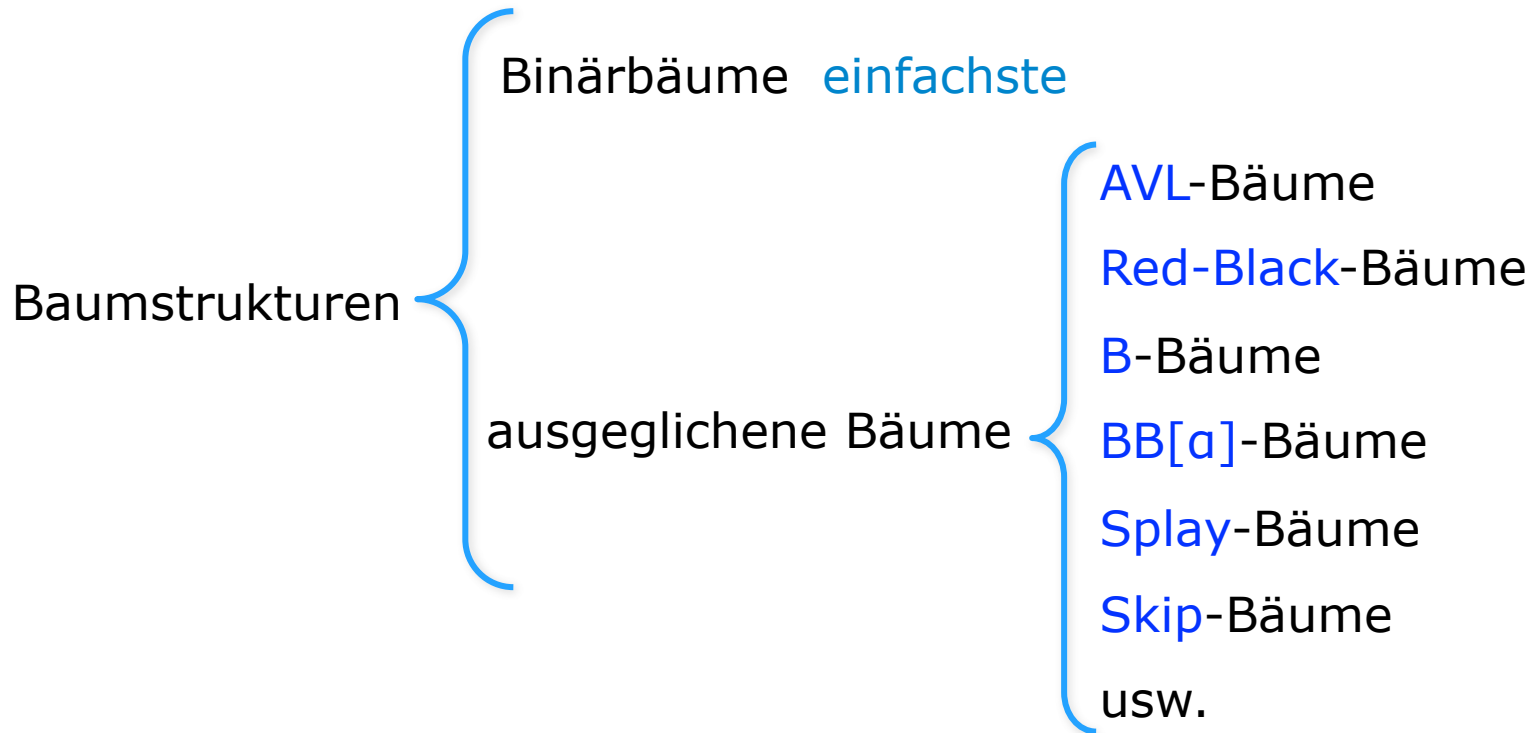 Binärbäume einfachste
AVL-Bäume
Red-Black-Bäume
Baumstrukturen
B-Bäume
ausgeglichene Bäume
BB[α]-Bäume
Splay-Bäume
Skip-Bäume
usw.